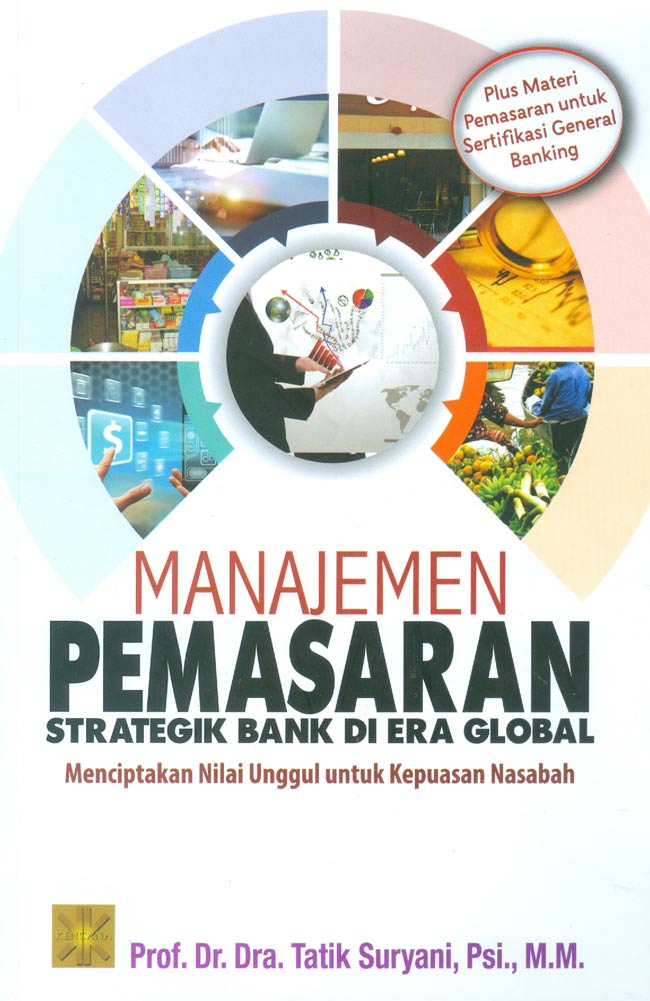 Plus Materi
Pemasaran untuk
Sertifikasi General
Banking
MANAJEMEN
PEMASARAN
STRATEGIK BANK DI ERA GLOBAL
Menciptakan Nilai Unggul untuk Kepuasan Nasabah
KENCANA
Prof. Dr. Dra. Tatik Suryani, Psi., M.M.